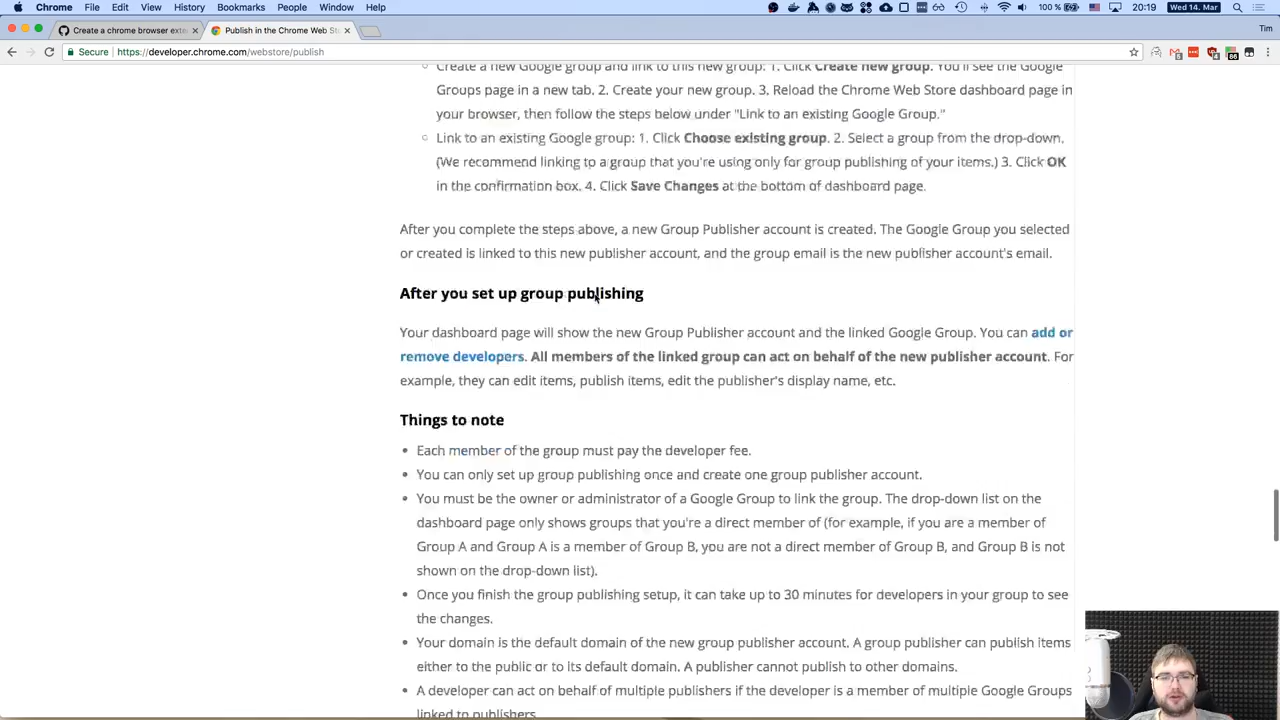 Chrome File Edit View History Bookmarks People Window Help 100 % 20:19 Wed 14. Mar
Create a chrome browser exte × Publish in the Chrome Web St × Tim
Secure https://developer.chrome.com/webstore/publish
Create a new Google group and link to this new group: 1. Click Create new group. You'll see the Google
Groups page in a new tab. 2. Create your new group. 3. Reload the Chrome Web Store dashboard page in
your browser, then follow the steps below under "Link to an existing Google Group."
Link to an existing Google group: 1. Click Choose existing group. 2. Select a group from the drop-down.
(We recommend linking to a group that you're using only for group publishing of your items.) 3. Click OK
in the confirmation box. 4. Click Save Changes at the bottom of dashboard page.
After you complete the steps above, a new Group Publisher account is created. The Google Group you selected
or created is linked to this new publisher account, and the group email is the new publisher account's email.
After you set up group publishing
Your dashboard page will show the new Group Publisher account and the linked Google Group. You can add or
remove developers. All members of the linked group can act on behalf of the new publisher account. For
example, they can edit items, publish items, edit the publisher's display name, etc.
Things to note
Each member of the group must pay the developer fee.
You can only set up group publishing once and create one group publisher account.
You must be the owner or administrator of a Google Group to link the group. The drop-down list on the
dashboard page only shows groups that you're a direct member of (for example, if you are a member of
Group A and Group A is a member of Group B, you are not a direct member of Group B, and Group B is not
shown on the drop-down list).
Once you finish the group publishing setup, it can take up to 30 minutes for developers in your group to see
the changes.
Your domain is the default domain of the new group publisher account. A group publisher can publish items
either to the public or to its default domain. A publisher cannot publish to other domains.
A developer can act on behalf of multiple publishers if the developer is a member of multiple Google Groups
linked to publishers.